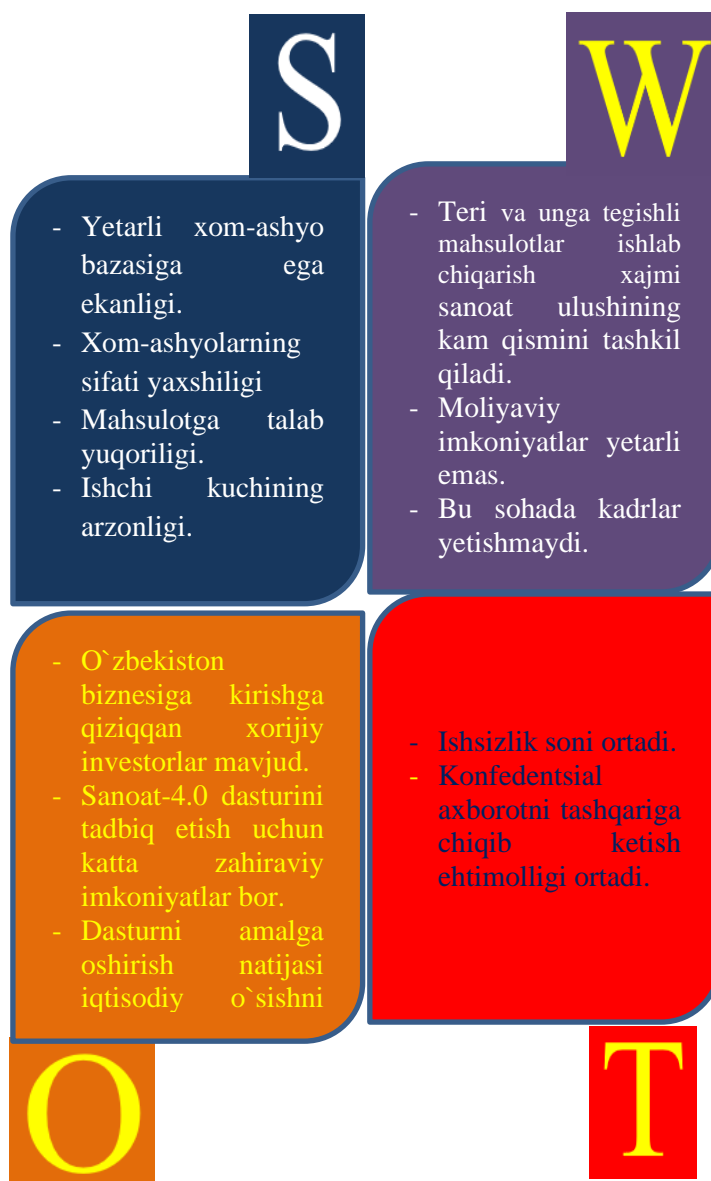 S
- Yetarli xom-ashyo
bazasiga ega
ekanligi.
- Xom-ashyolarning
sifati yaxshiligi
- Mahsulotga talab
yuqoriligi.
- Ishchi kuchining
arzonligi.
W
- Teri va unga tegishli
mahsulotlar ishlab
chiqarish xajmi
sanoat ulushining
kam qismini tashkil
qiladi.
- Moliyaviy
imkoniyatlar yetarli
emas.
- Bu sohada kadrlar
yetishmaydi.
- O`zbekiston
biznesiga kirishga
qiziqqan xorijiy
investorlar mavjud.
- Sanoat-4.0 dasturini
tadbiq etish uchun
katta zahiraviy
imkoniyatlar bor.
- Dasturni amalga
oshirish natijasi
iqtisodiy o`sishni
O
- Ishsizlik soni ortadi.
- Konfedentsial
axborotni tashqariga
chiqib ketish
ehtimolligi ortadi.
T